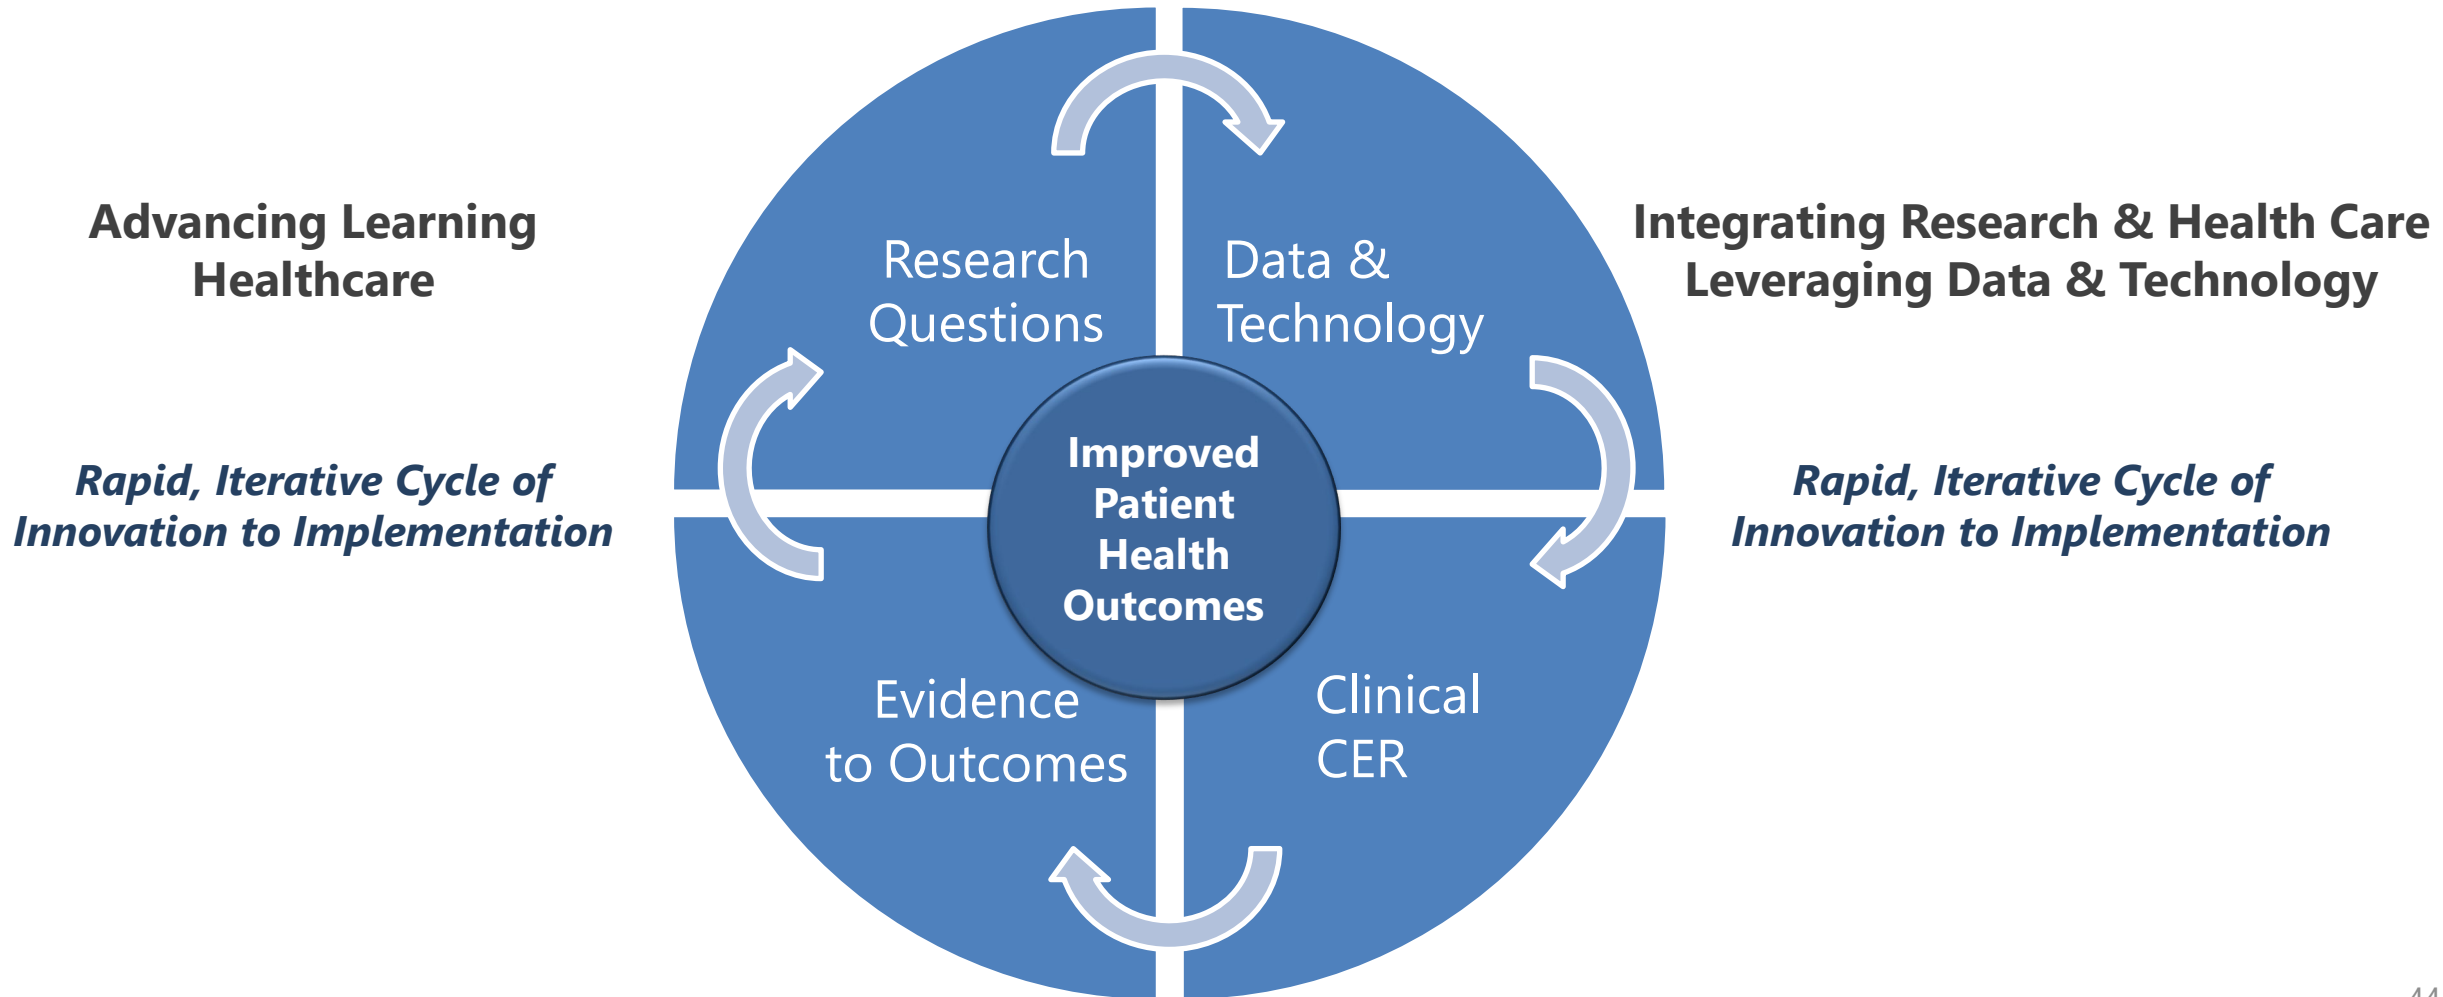 Advancing Learning
Healthcare
Rapid, Iterative Cycle of
Innovation to Implementation
Research
Questions
Data &
Technology
Improved
Patient
Health
Outcomes
Evidence
to Outcomes
Clinical
CER
Integrating Research & Health Care
Leveraging Data & Technology
Rapid, Iterative Cycle of
Innovation to Implementation
44